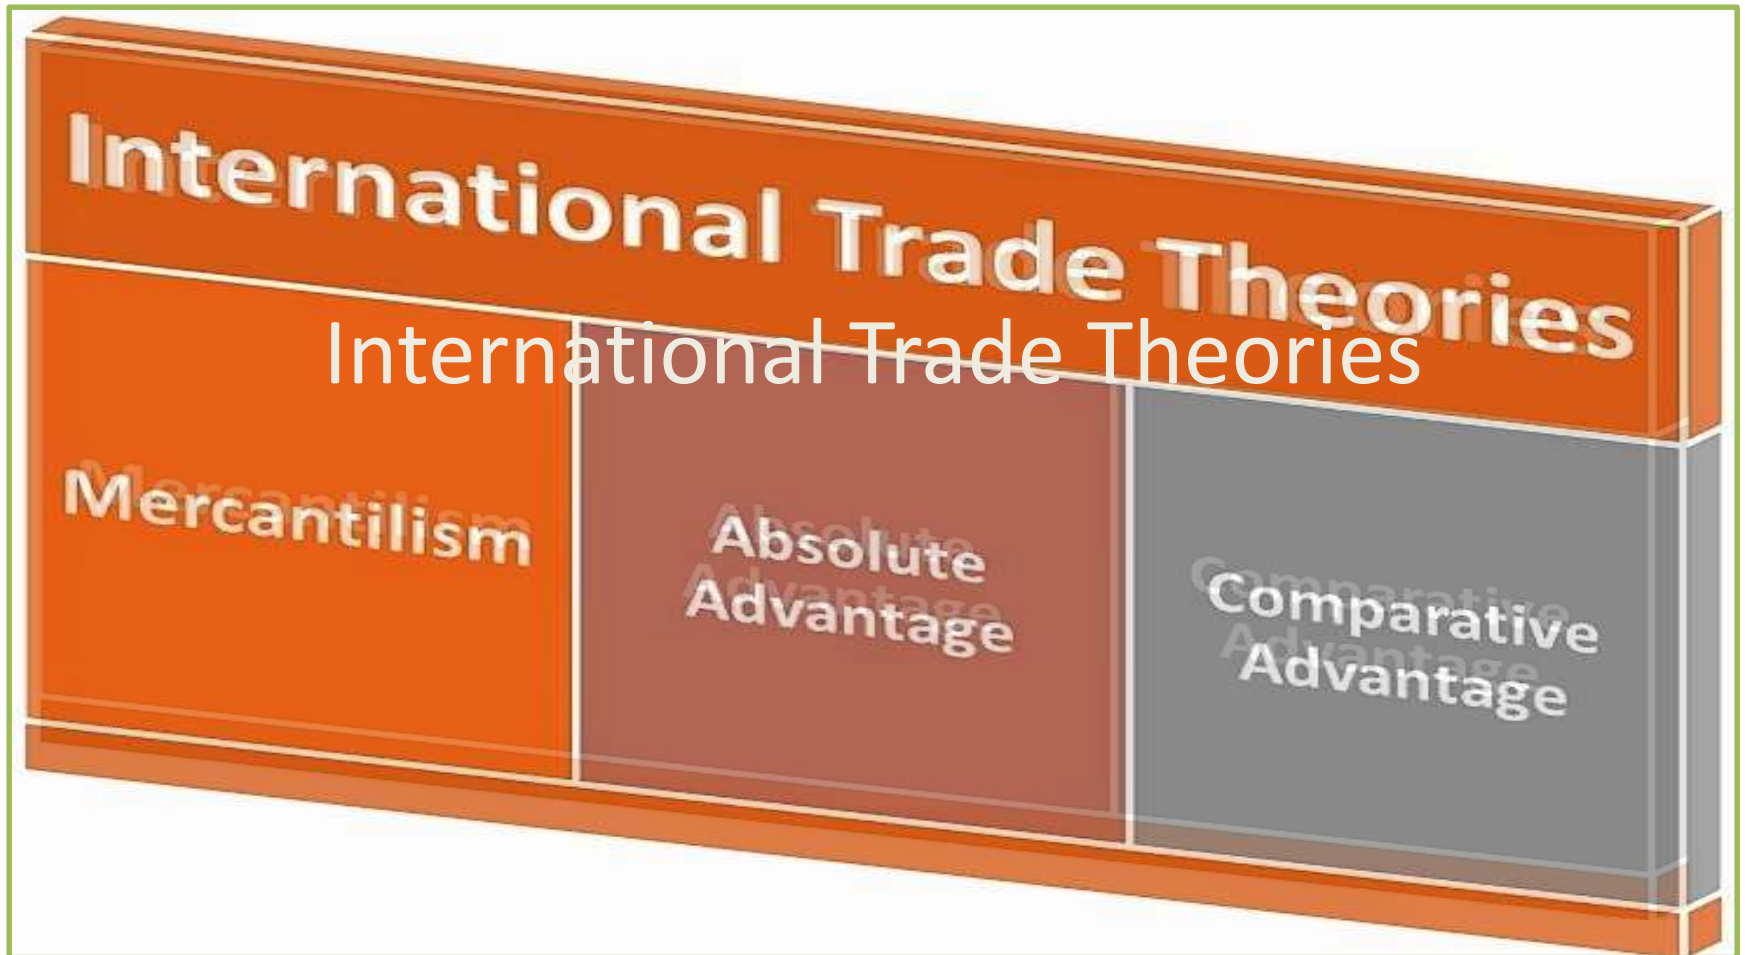 International Trade Theories
International Trade Theories
Mercantilism
Absolute
Advantage
Comparative
Advantage